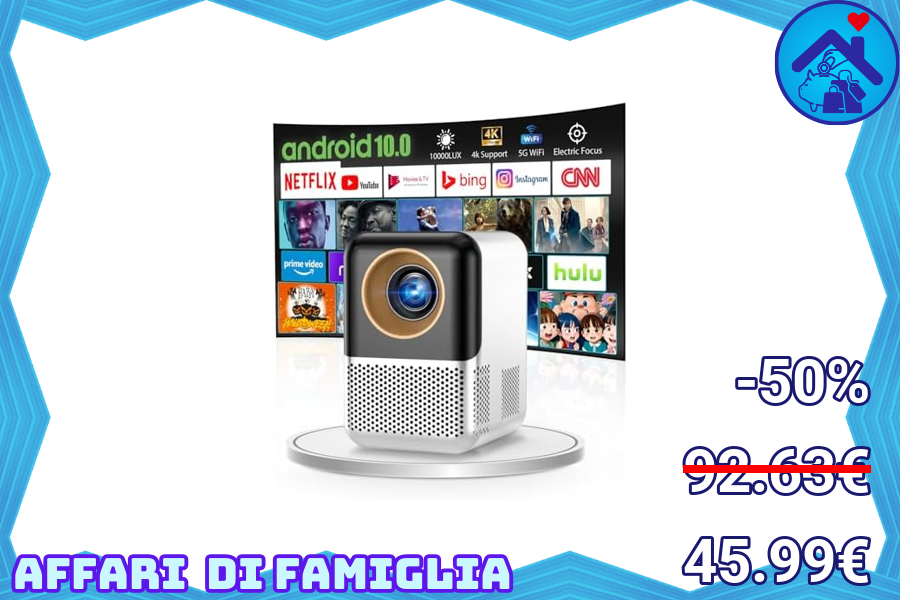 android 10.0
10000LUX
4K
4k Support
WiFi
5G WiFi
Electric Focus
NETFLIX
YouTube
Movies & TV
bing
Instagram
CNN
prime video
hulu
HALLOWEEN
-50%
92.63€
45.99€
AFFARI DI FAMIGLIA